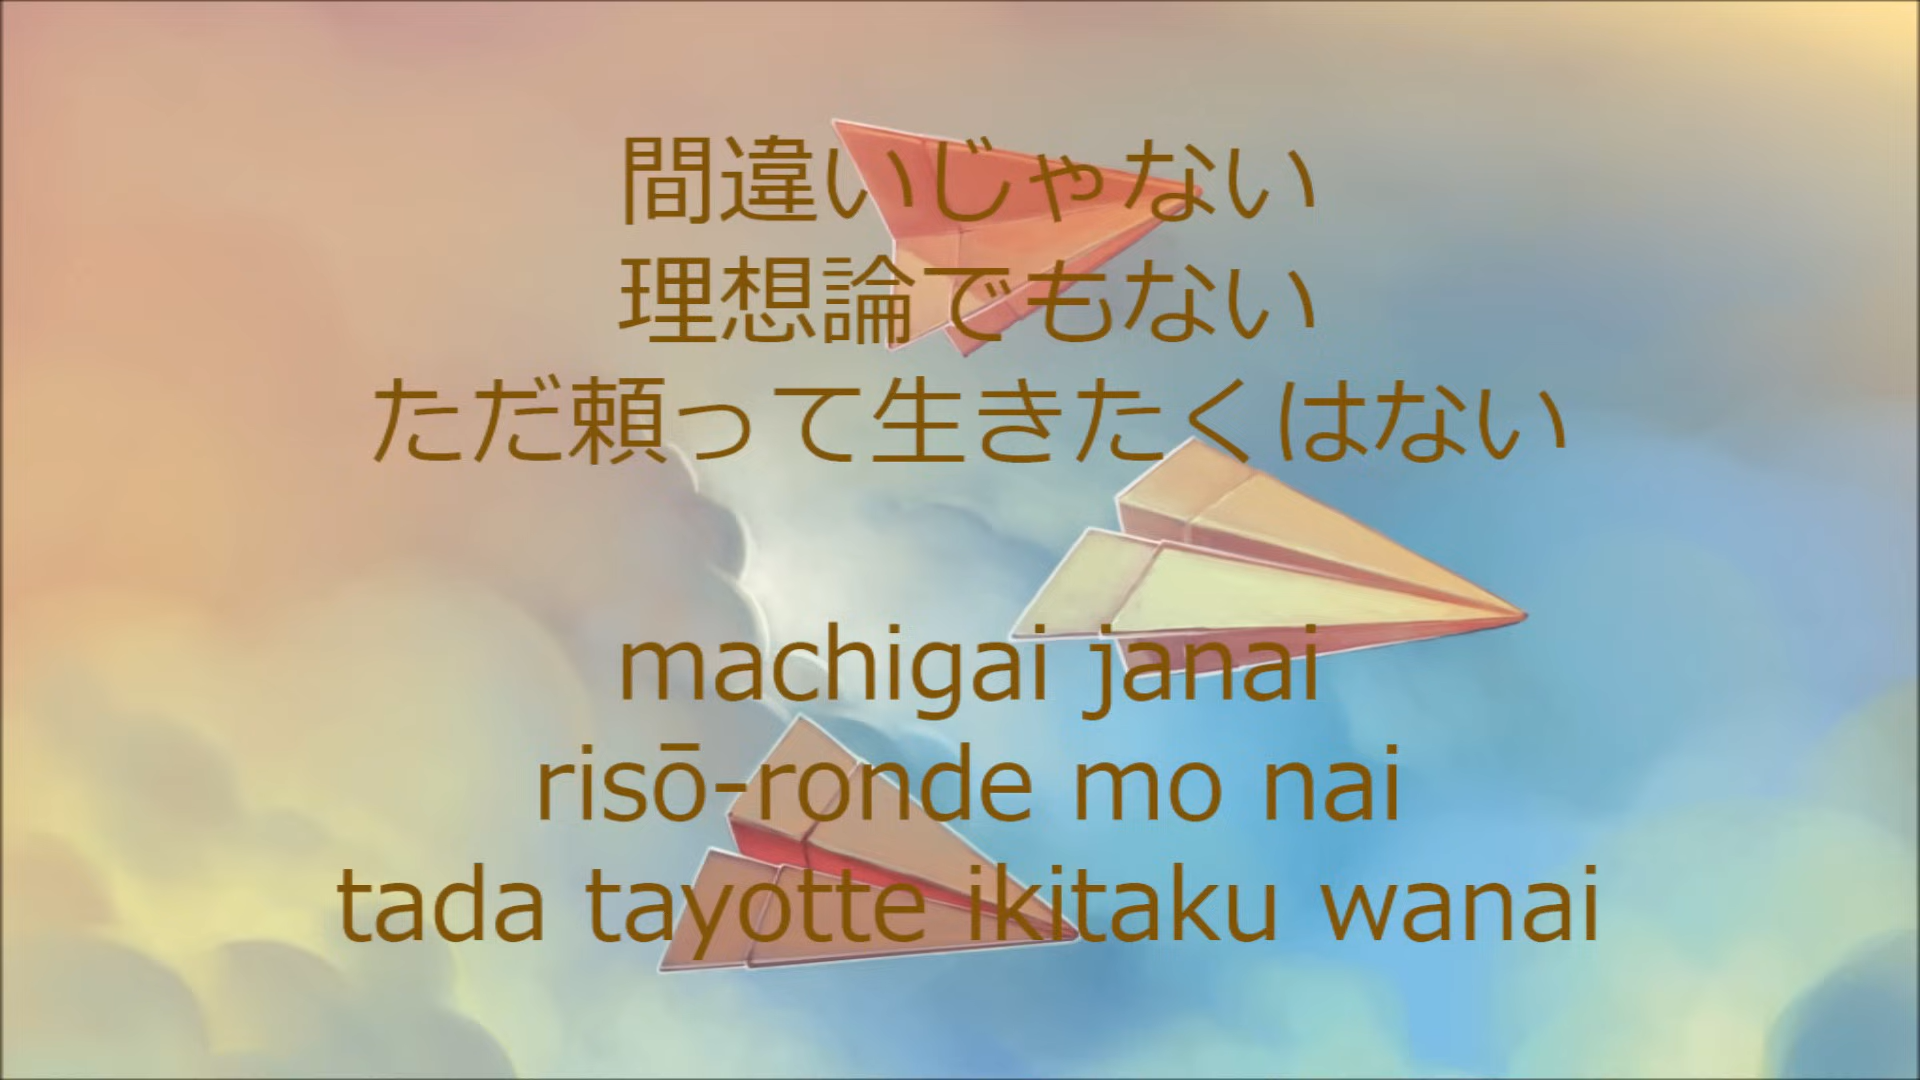 間違いじゃない
理想論でもない
ただ頼って生きたくはない
machigai janai
risō-ronde mo nai
tada tayotte ikitaku wanai